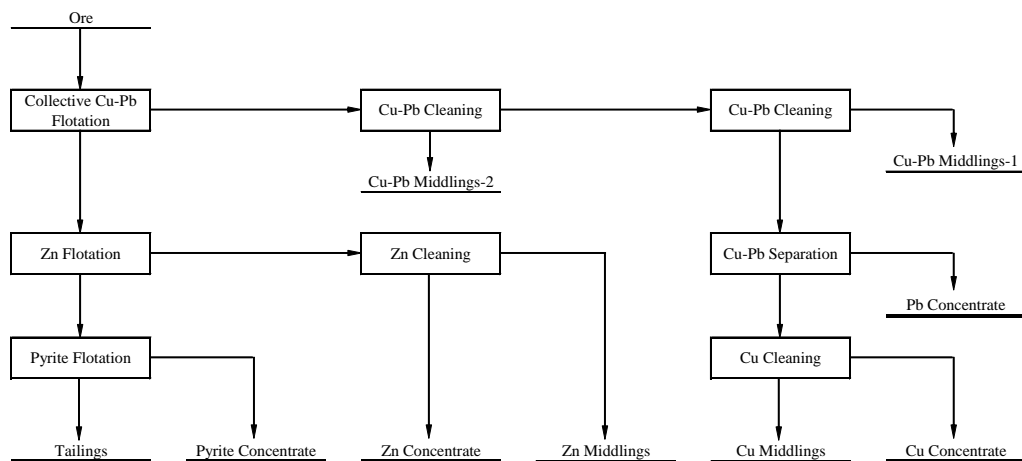 Ore
Collective Cu-Pb
Flotation
Cu-Pb Cleaning
Cu-Pb Cleaning
Cu-Pb Middlings-1
Cu-Pb Middlings-2
Zn Flotation
Zn Cleaning
Cu-Pb Separation
Pb Concentrate
Pyrite Flotation
Cu Cleaning
Tailings
Pyrite Concentrate
Zn Concentrate
Zn Middlings
Cu Middlings
Cu Concentrate